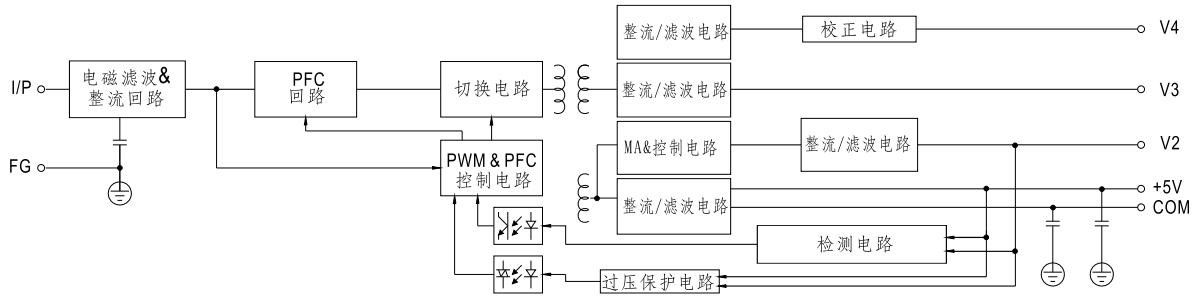 整流/滤波电路
校正电路
V4
I/P
电磁滤波&
整流回路
PFC
回路
切换电路
整流/滤波电路
V3
MA&控制电路
整流/滤波电路
V2
FG
PWM & PFC
控制电路
整流/滤波电路
+5V
COM
检测电路
过压保护电路